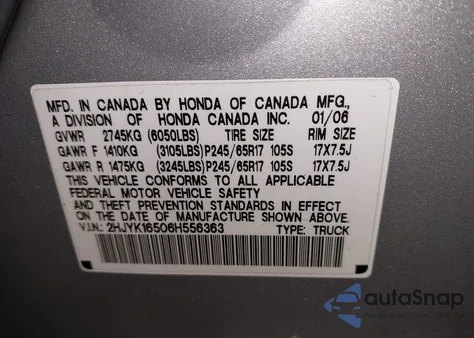 MFD. IN CANADA BY HONDA OF CANADA MFG.,
A DIVISION OF HONDA CANADA INC. 01/06
GVWR 2745KG (6050LBS) TIRE SIZE RIM SIZE
GAWR F 1410KG (3105LBS)P245/65R17 105S 17X7.5J
GAWR R 1475KG (3245LBS)P245/65R17 105S 17X7.5J
THIS VEHICLE CONFORMS TO ALL APPLICABLE
FEDERAL MOTOR VEHICLE SAFETY
AND THEFT PREVENTION STANDARDS IN EFFECT
ON THE DATE OF MANUFACTURE SHOWN ABOVE.
V.I.N.: 2HJYK16506H556363 TYPE: TRUCK
autoSnap